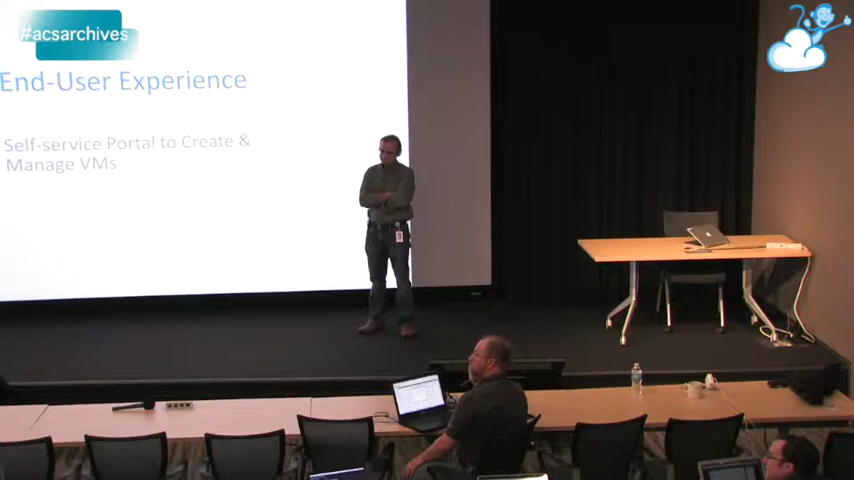 #acsarchives
End-User Experience
Self-service Portal to Create &
Manage VMs